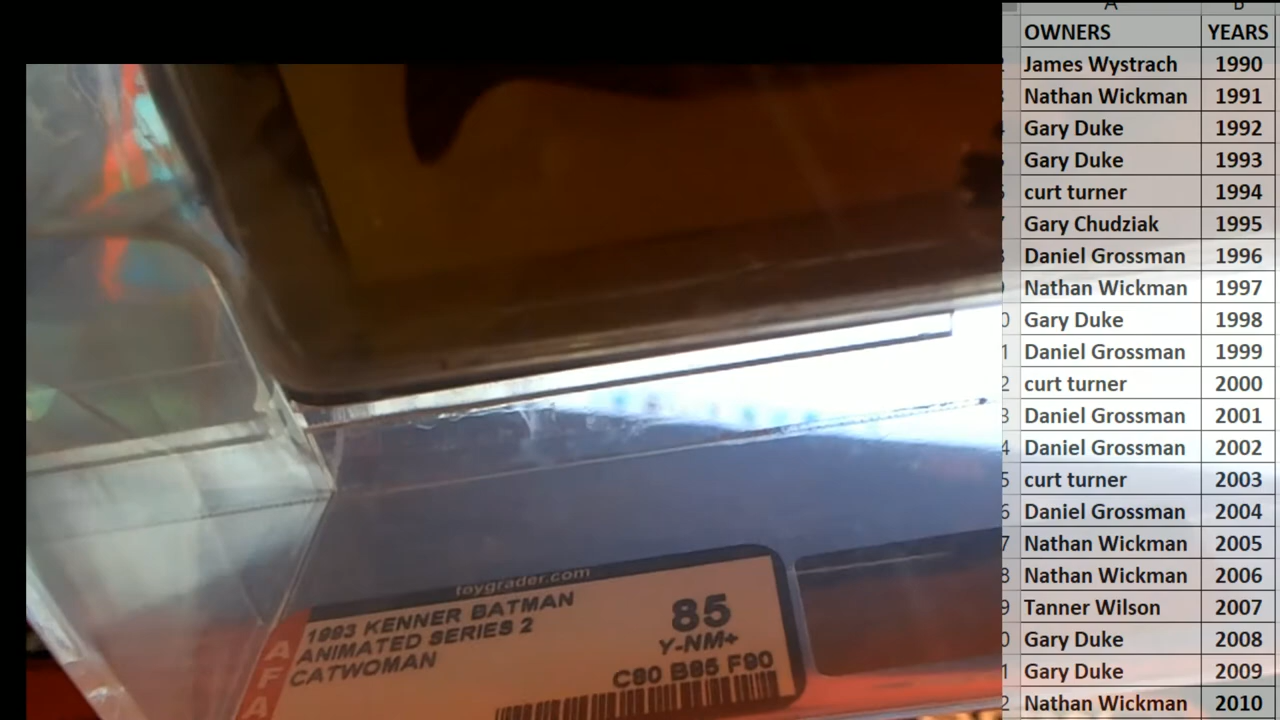 toygrader.com
1993 KENNER BATMAN
ANIMATED SERIES 2
CATWOMAN
85
Y-NM+
C80 B85 F90
AFA
OWNERS YEARS
James Wystrach 1990
Nathan Wickman 1991
Gary Duke 1992
Gary Duke 1993
curt turner 1994
Gary Chudziak 1995
Daniel Grossman 1996
Nathan Wickman 1997
Gary Duke 1998
Daniel Grossman 1999
curt turner 2000
Daniel Grossman 2001
Daniel Grossman 2002
curt turner 2003
Daniel Grossman 2004
Nathan Wickman 2005
Nathan Wickman 2006
Tanner Wilson 2007
Gary Duke 2008
Gary Duke 2009
Nathan Wickman 2010